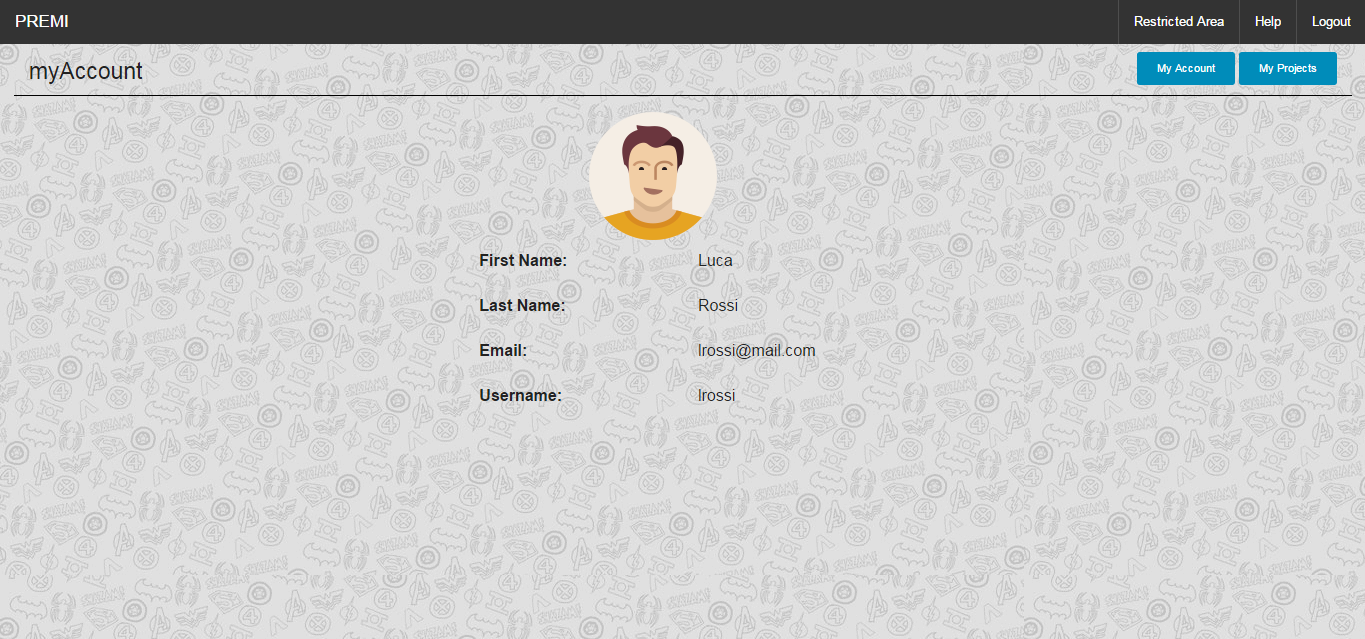 PREMI Restricted Area Help Logout
myAccount My Account My Projects
First Name: Luca
Last Name: Rossi
Email: lrossi@mail.com
Username: lrossi